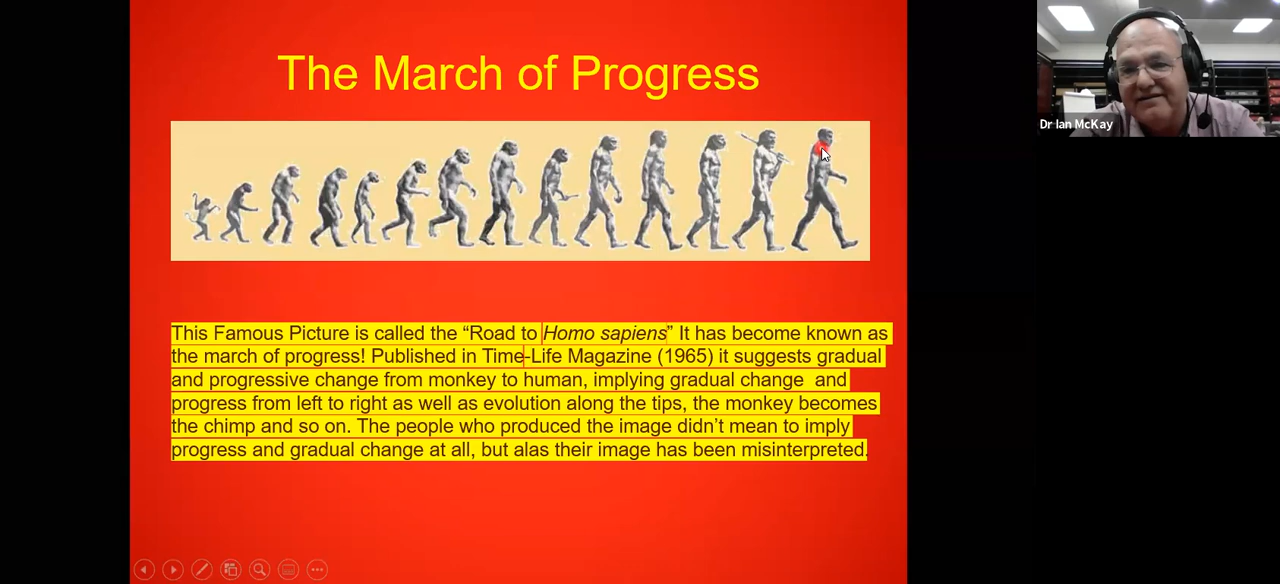 The March of Progress
Dr Ian McKay
This Famous Picture is called the “Road to Homo sapiens” It has become known as
the march of progress! Published in Time-Life Magazine (1965) it suggests gradual
and progressive change from monkey to human, implying gradual change  and
progress from left to right as well as evolution along the tips, the monkey becomes
the chimp and so on. The people who produced the image didn’t mean to imply
progress and gradual change at all, but alas their image has been misinterpreted.